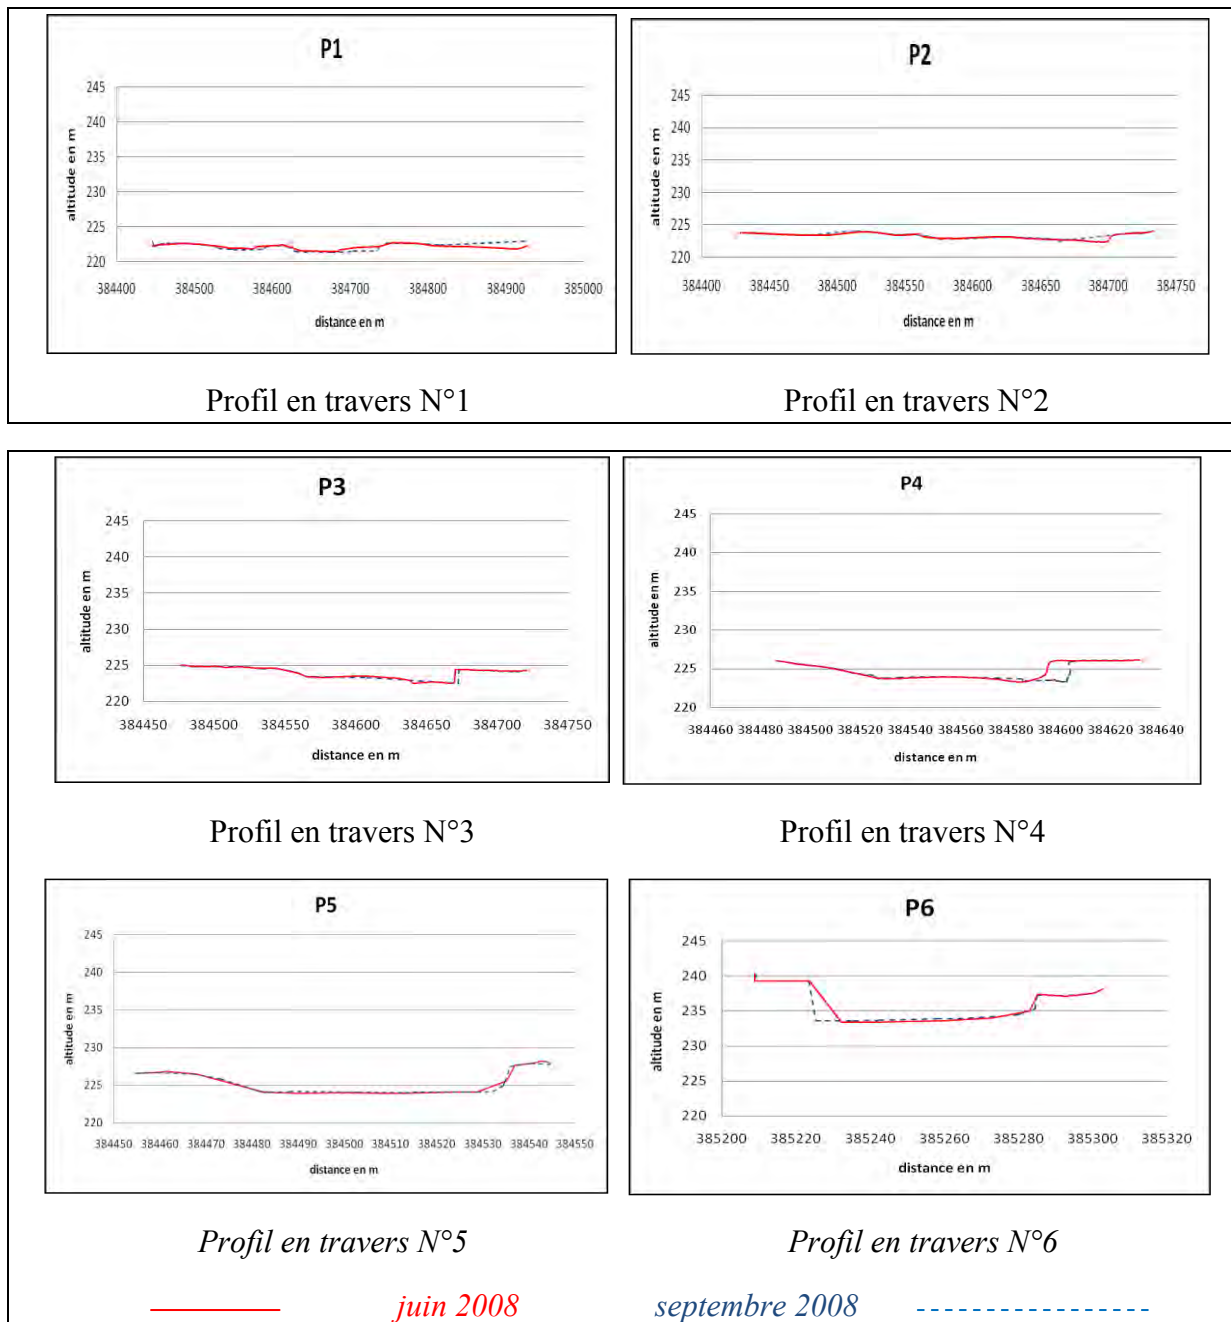 P1
245
240
235
230
225
220
altitude en m
384400 384500 384600 384700 384800 384900 385000
distance en m
P2
245
240
235
230
225
220
altitude en m
384400 384450 384500 384550 384600 384650 384700 384750
distance en m
Profil en travers N°1
Profil en travers N°2
P3
245
240
235
230
225
220
altitude en m
384450 384500 384550 384600 384650 384700 384750
distance en m
P4
245
240
235
230
225
220
altitude en m
384460 384480 384500 384520 384540 384560 384580 384600 384620 384640
distance en m
Profil en travers N°3
Profil en travers N°4
P5
245
240
235
230
225
220
altitude en m
384450 384460 384470 384480 384490 384500 384510 384520 384530 384540 384550
distance en m
P6
245
240
235
230
225
220
altitude en m
385200 385220 385240 385260 385280 385300 385320
distance en m
Profil en travers N°5
Profil en travers N°6
juin 2008
septembre 2008